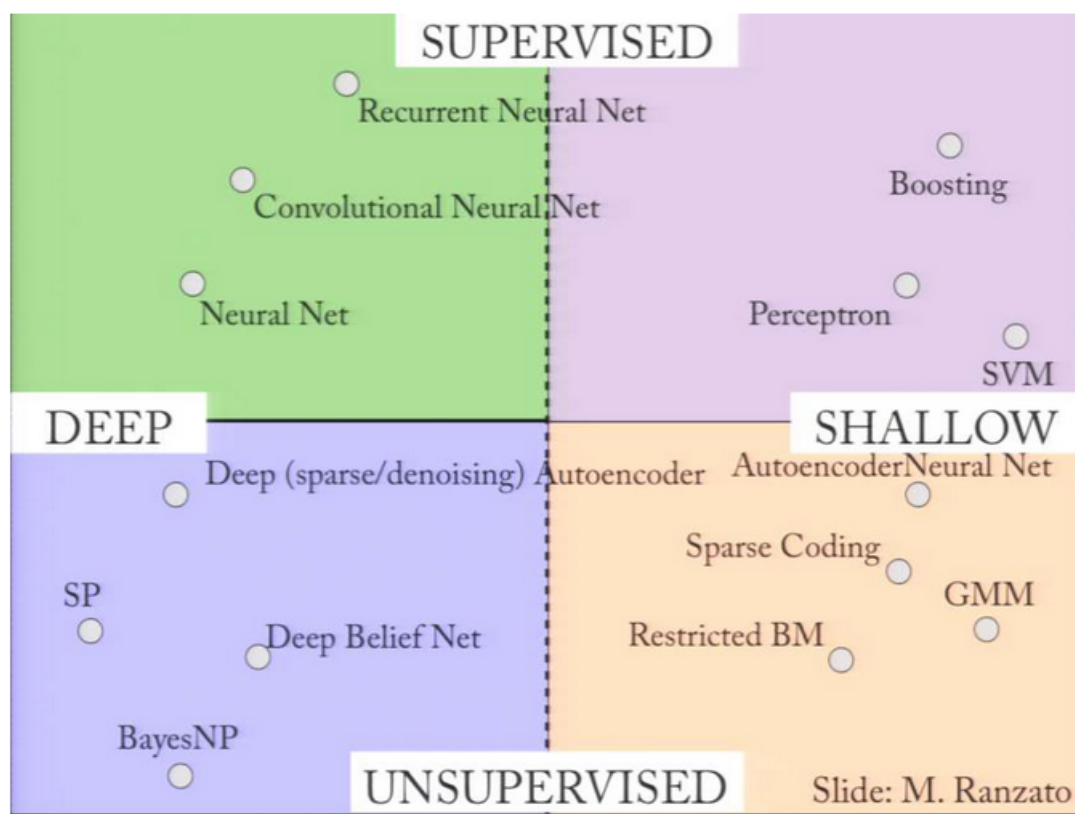 SUPERVISED
Recurrent Neural Net
Boosting
Convolutional Neural Net
Neural Net
Perceptron
SVM
DEEP
SHALLOW
Deep (sparse/denoising) Autoencoder
AutoencoderNeural Net
Sparse Coding
SP
GMM
Deep Belief Net
Restricted BM
BayesNP
UNSUPERVISED
Slide: M. Ranzato